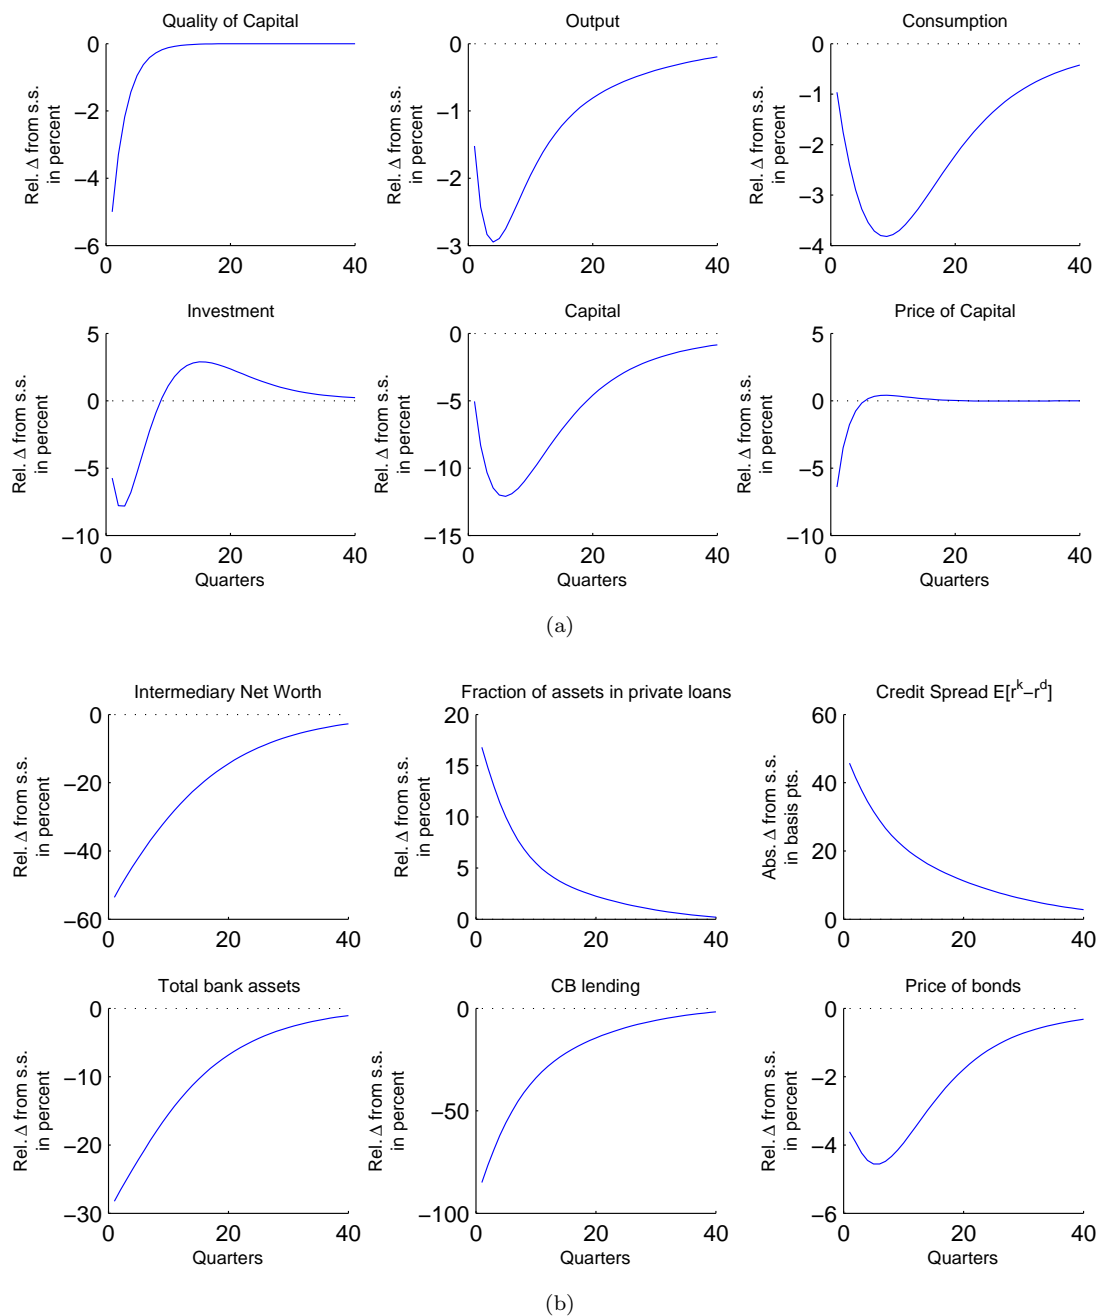 Quality of Capital
Rel. Δ from s.s.
in percent
0
−2
−4
−6
0 20 40
Output
Rel. Δ from s.s.
in percent
0
−1
−2
−3
0 20 40
Consumption
Rel. Δ from s.s.
in percent
0
−1
−2
−3
−4
0 20 40
Investment
Rel. Δ from s.s.
in percent
5
0
−5
−10
0 20 40
Quarters
Capital
Rel. Δ from s.s.
in percent
0
−5
−10
−15
0 20 40
Quarters
Price of Capital
Rel. Δ from s.s.
in percent
5
0
−5
−10
0 20 40
Quarters
(a)
Intermediary Net Worth
Rel. Δ from s.s.
in percent
0
−20
−40
−60
0 20 40
Fraction of assets in private loans
Rel. Δ from s.s.
in percent
20
15
10
5
0
0 20 40
Credit Spread E[r^k−r^d]
Abs. Δ from s.s.
in basis pts.
60
40
20
0
0 20 40
Total bank assets
Rel. Δ from s.s.
in percent
0
−10
−20
−30
0 20 40
Quarters
CB lending
Rel. Δ from s.s.
in percent
0
−50
−100
0 20 40
Quarters
Price of bonds
Rel. Δ from s.s.
in percent
0
−2
−4
−6
0 20 40
Quarters
(b)